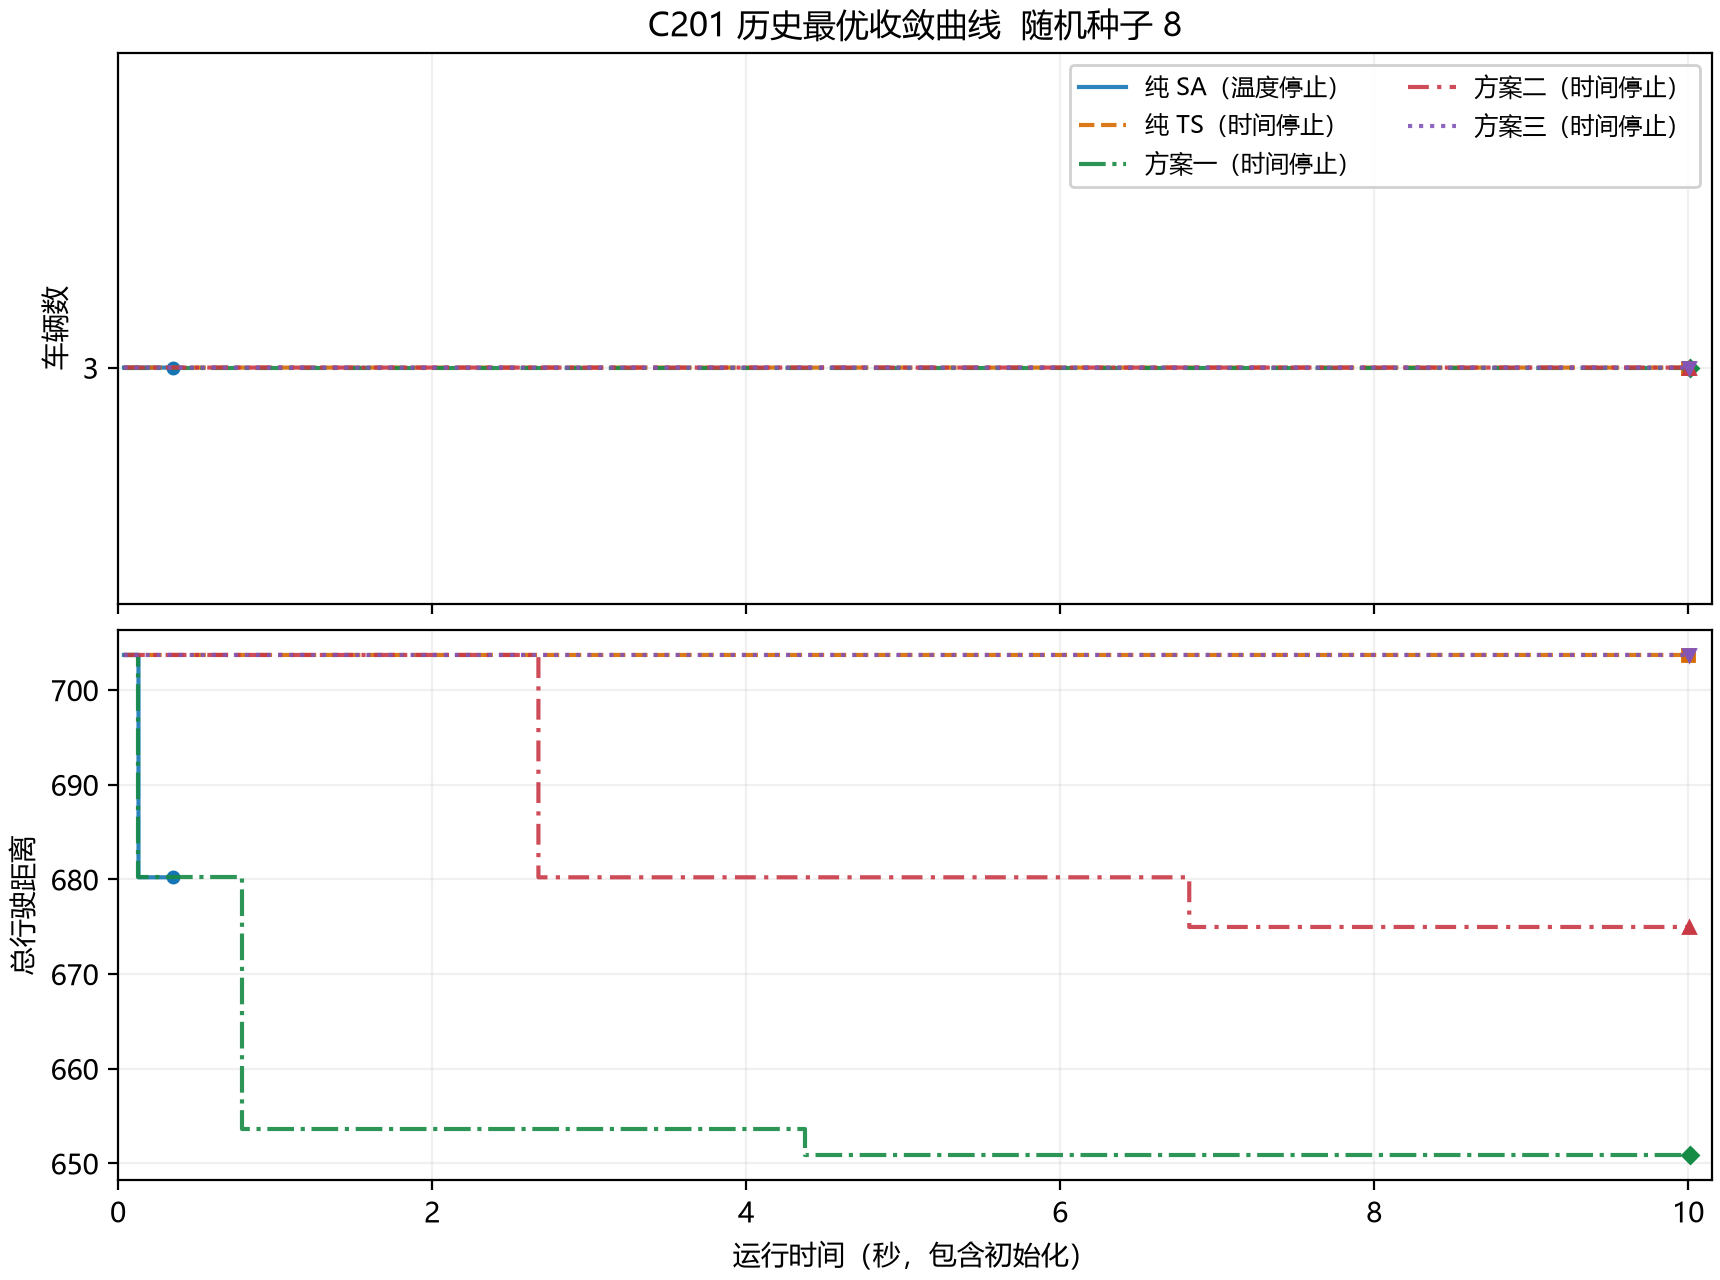 C201 历史最优收敛曲线 随机种子 8
纯 SA（温度停止）
纯 TS（时间停止）
方案一（时间停止）
方案二（时间停止）
方案三（时间停止）
车辆数
3
总行驶距离
700
690
680
670
660
650
0 2 4 6 8 10
运行时间（秒，包含初始化）